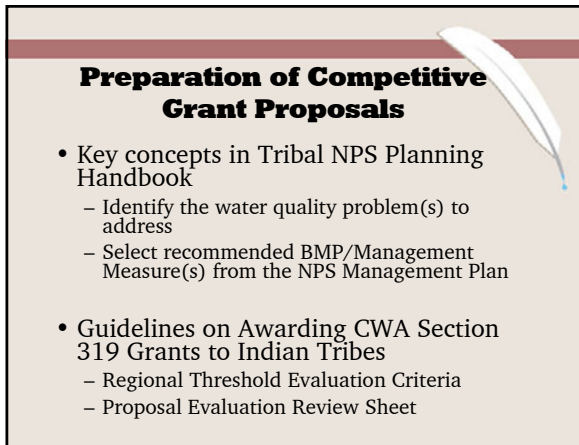 Preparation of Competitive
Grant Proposals
• Key concepts in Tribal NPS Planning
Handbook
– Identify the water quality problem(s) to
address
– Select recommended BMP/Management
Measure(s) from the NPS Management Plan
• Guidelines on Awarding CWA Section
319 Grants to Indian Tribes
– Regional Threshold Evaluation Criteria
– Proposal Evaluation Review Sheet